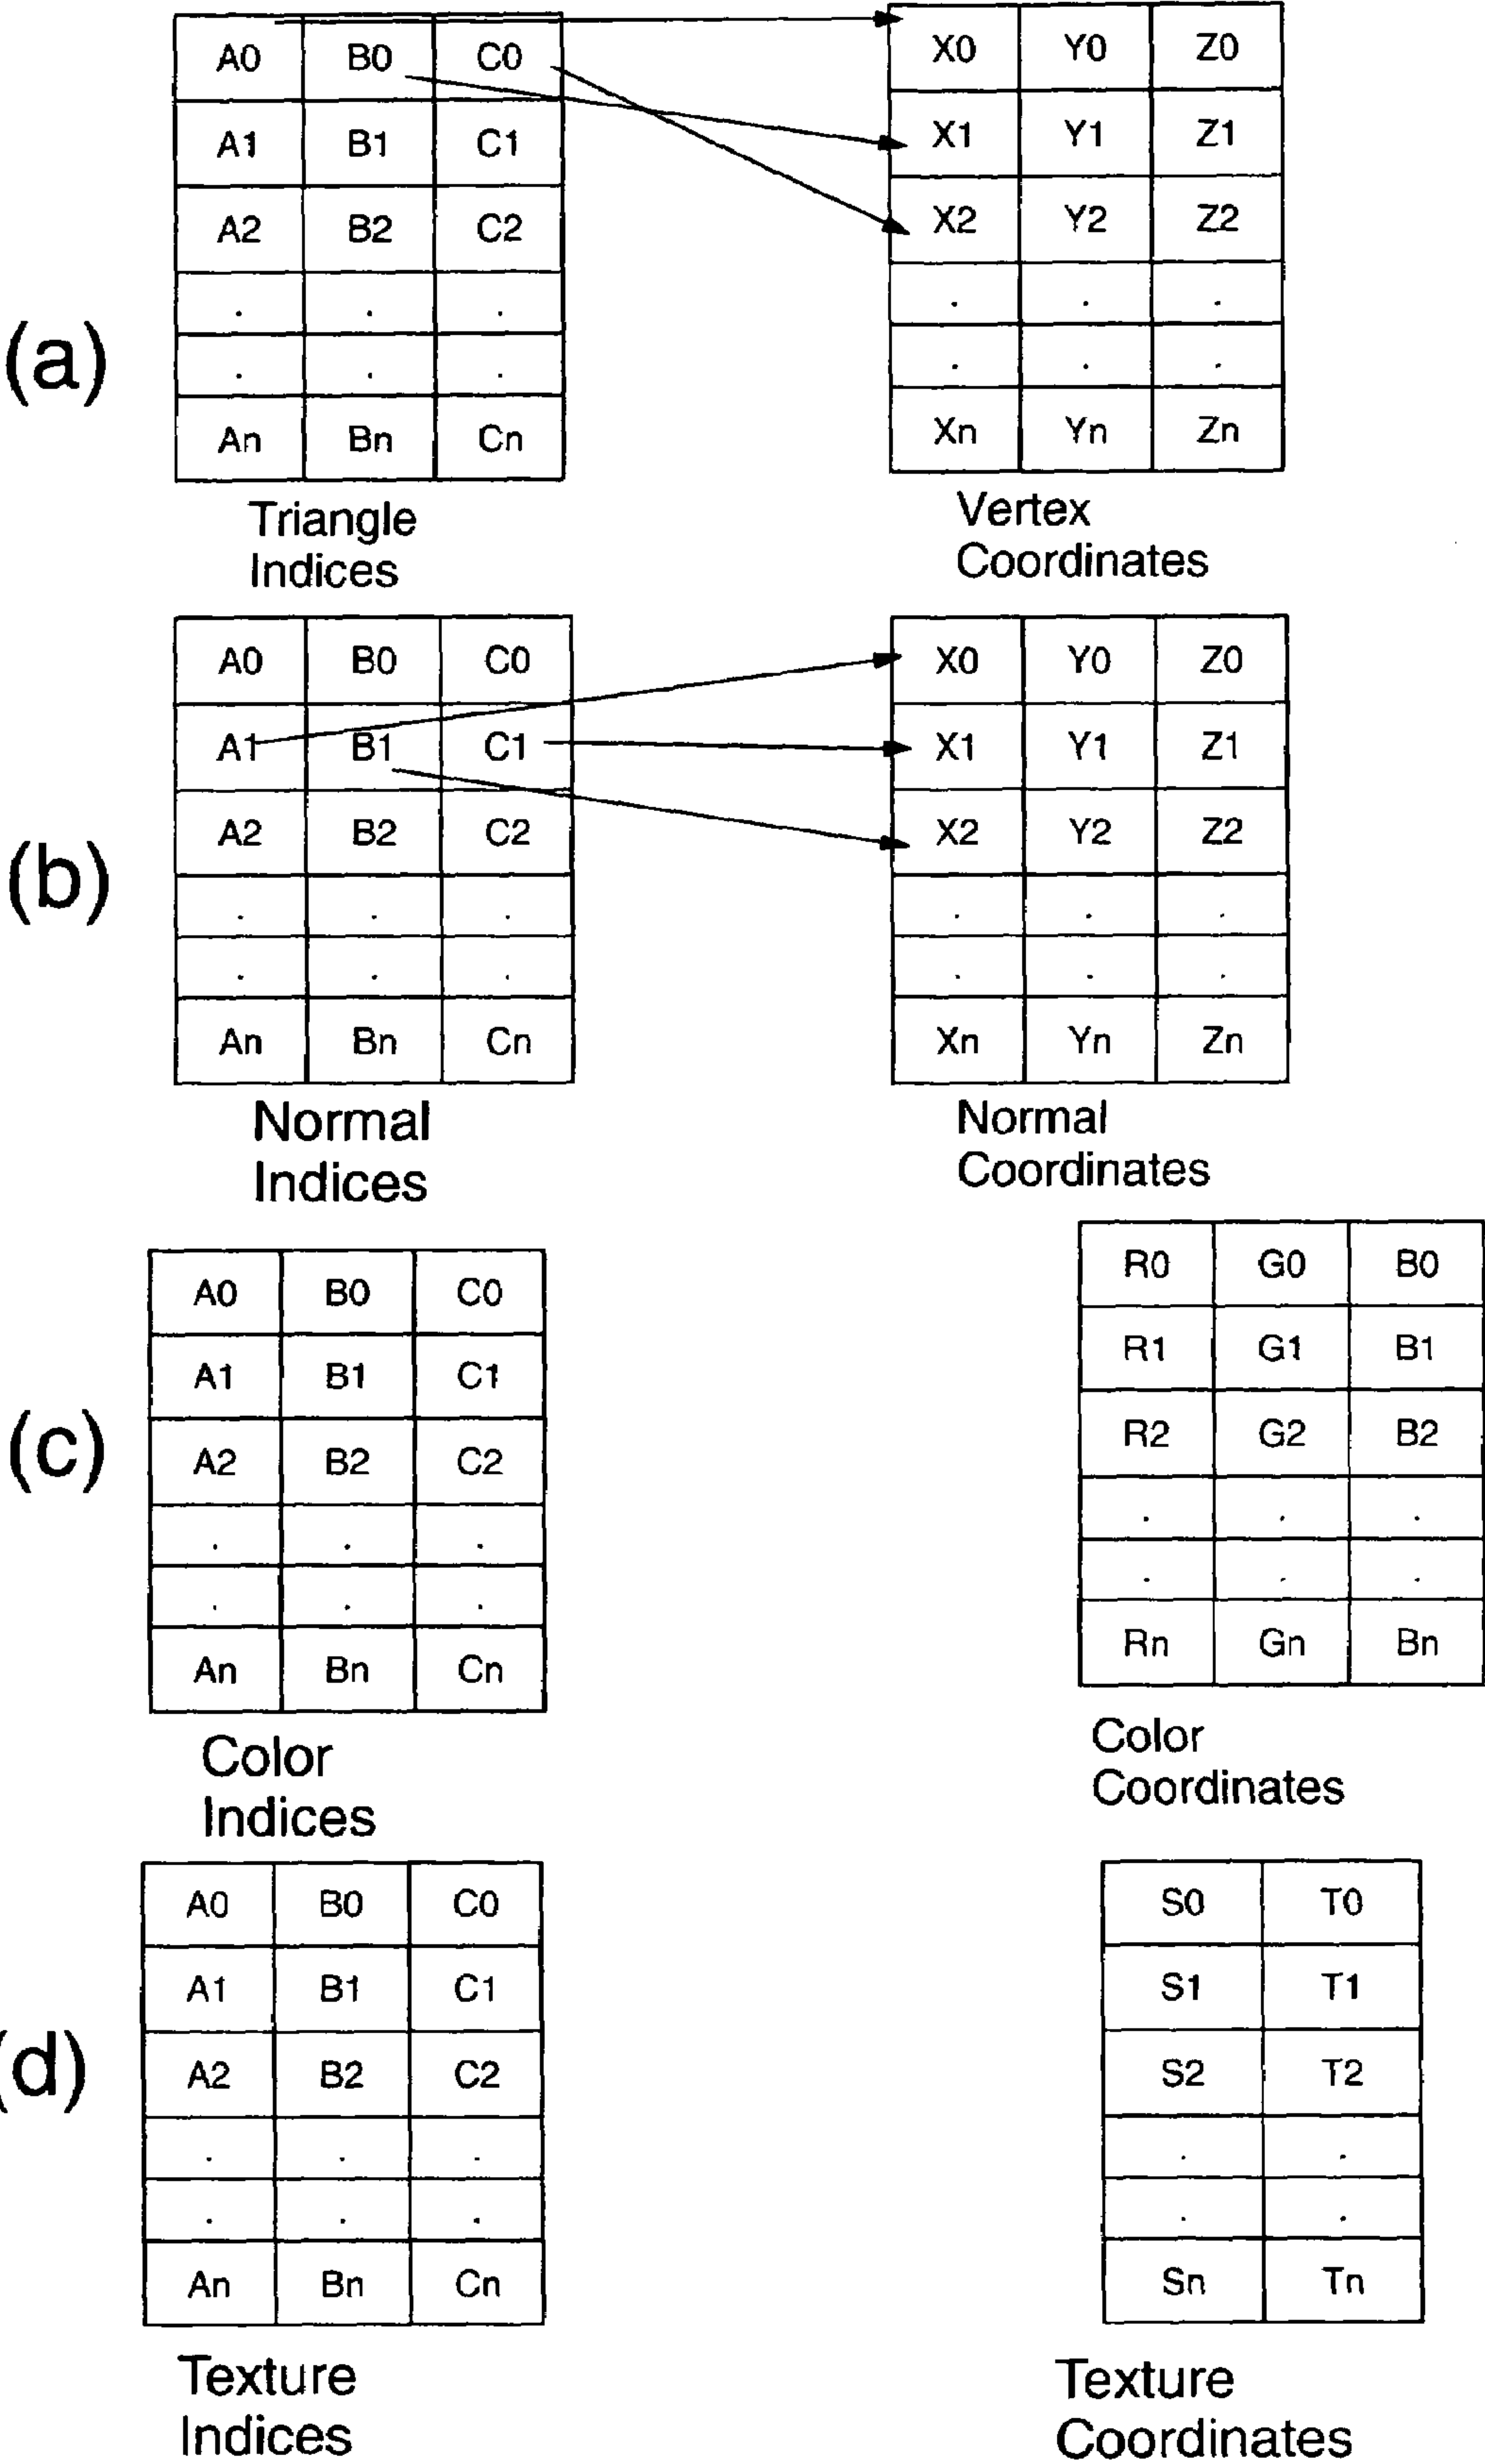 A0 B0 C0
A1 B1 C1
A2 B2 C2
. . .
. . .
An Bn Cn
Triangle
Indices
X0 Y0 Z0
X1 Y1 Z1
X2 Y2 Z2
. . .
. . .
Xn Yn Zn
Vertex
Coordinates
(a)
A0 B0 C0
A1 B1 C1
A2 B2 C2
. . .
. . .
An Bn Cn
Normal
Indices
X0 Y0 Z0
X1 Y1 Z1
X2 Y2 Z2
. . .
. . .
Xn Yn Zn
Normal
Coordinates
(b)
A0 B0 C0
A1 B1 C1
A2 B2 C2
. . .
. . .
An Bn Cn
Color
Indices
R0 G0 B0
R1 G1 B1
R2 G2 B2
. . .
. . .
Rn Gn Bn
Color
Coordinates
(c)
A0 B0 C0
A1 B1 C1
A2 B2 C2
. . .
. . .
An Bn Cn
Texture
Indices
S0 T0
S1 T1
S2 T2
. .
. .
Sn Tn
Texture
Coordinates
(d)